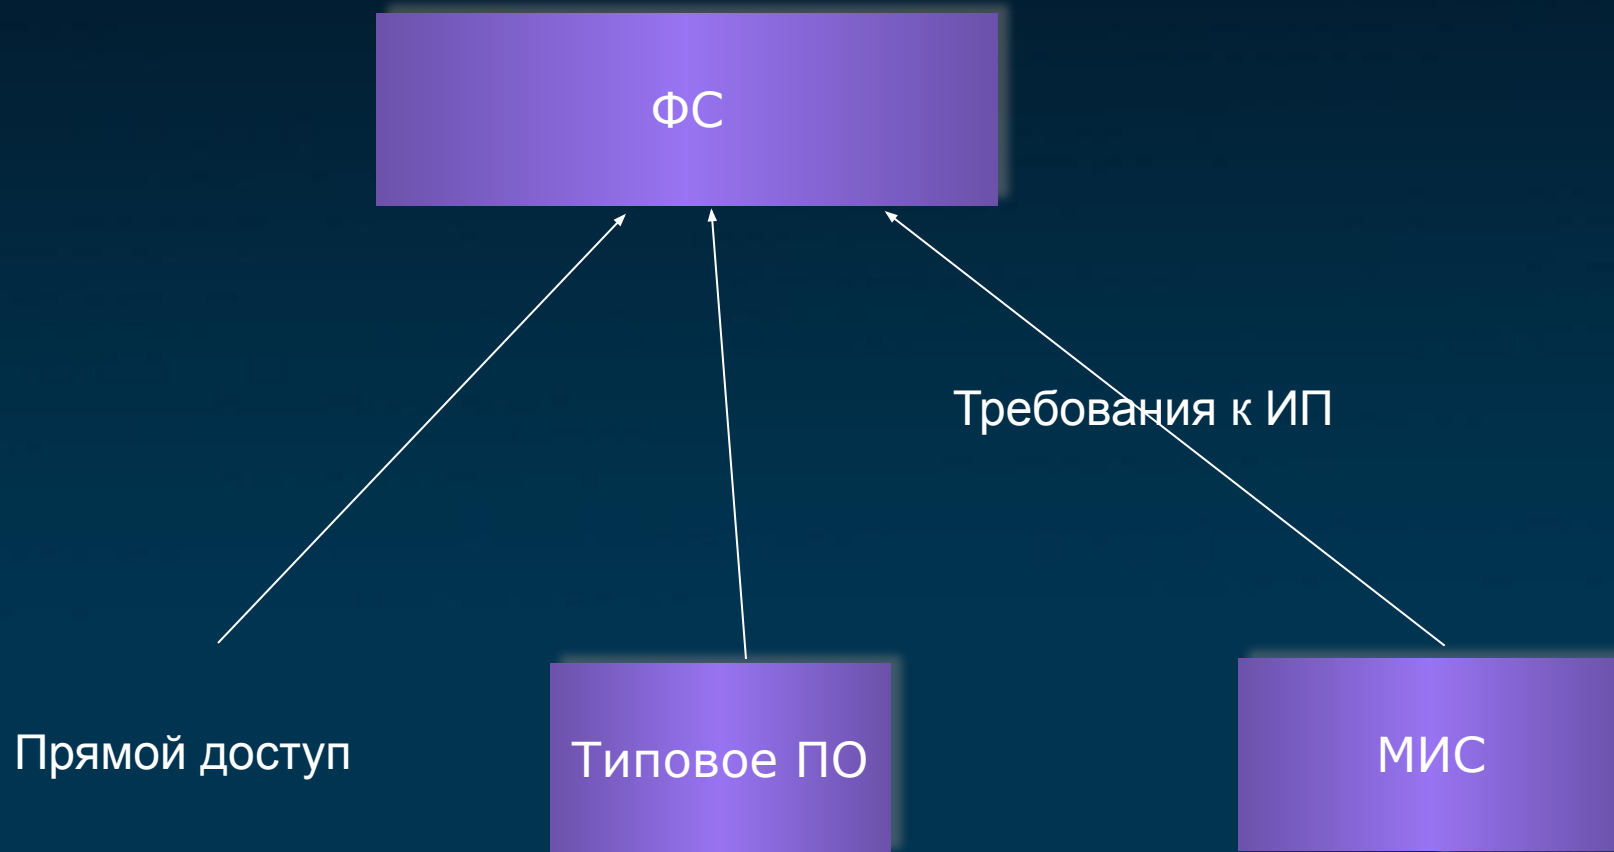 ФС
Требования к ИП
Прямой доступ
Типовое ПО
МИС